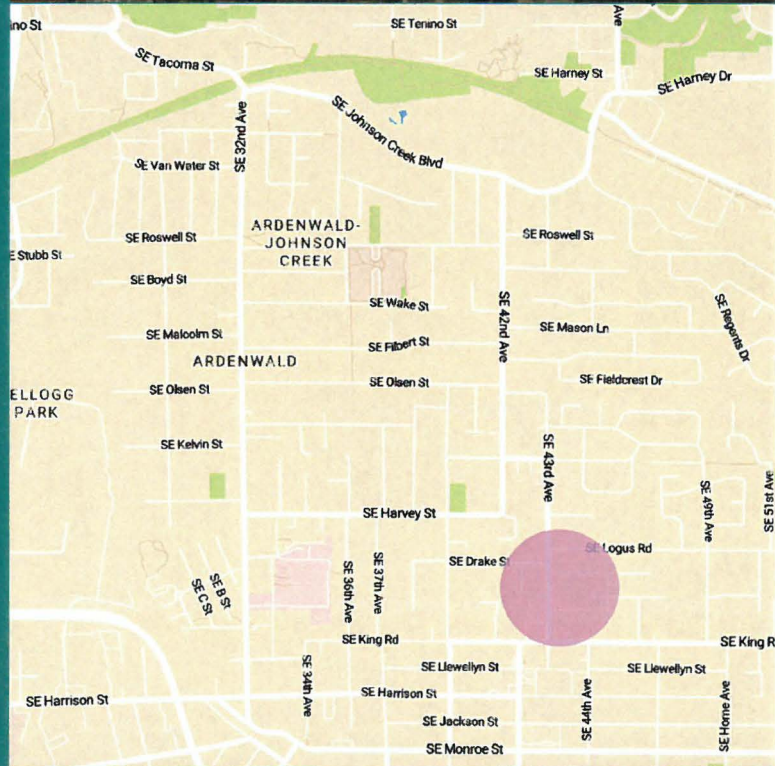 ino St
SE Tenino St
Ave
SE Tacoma St
SE Harney St
SE Harney Dr
SE 32nd Ave
SE Johnson Creek Blvd
SE Van Water St
ARDENWALD-
JOHNSON
CREEK
SE Roswell St
SE Roswell St
E Stubb St
SE Boyd St
SE Wake St
SE 42nd Ave
SE Regents Dr
SE Malcolm St
SE Filbert St
SE Mason Ln
ARDENWALD
SE Olsen St
SE Olsen St
SE Fieldcrest Dr
ELLOGG
PARK
SE Kelvin St
SE 43rd Ave
SE 49th Ave
SE 51st Ave
SE Harvey St
SE Drake St
SE Logus Rd
SE B St
SE C St
SE 36th Ave
SE 37th Ave
SE King Rd
SE King R
SE 34th Ave
SE Llewellyn St
SE Llewellyn St
SE Harrison St
SE Harrison St
SE 44th Ave
SE Home Ave
SE Jackson St
SE Monroe St